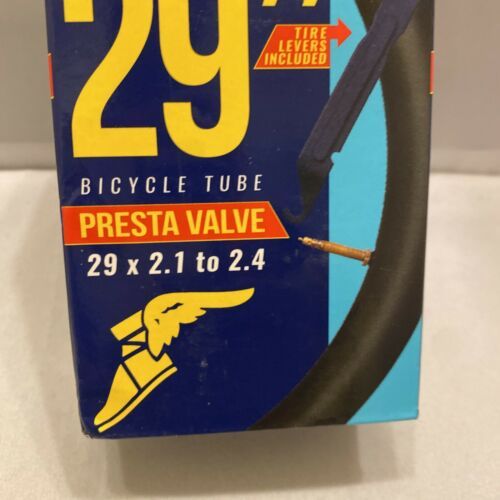 29"
TIRE
LEVERS
INCLUDED
BICYCLE TUBE
PRESTA VALVE
29 x 2.1 to 2.4